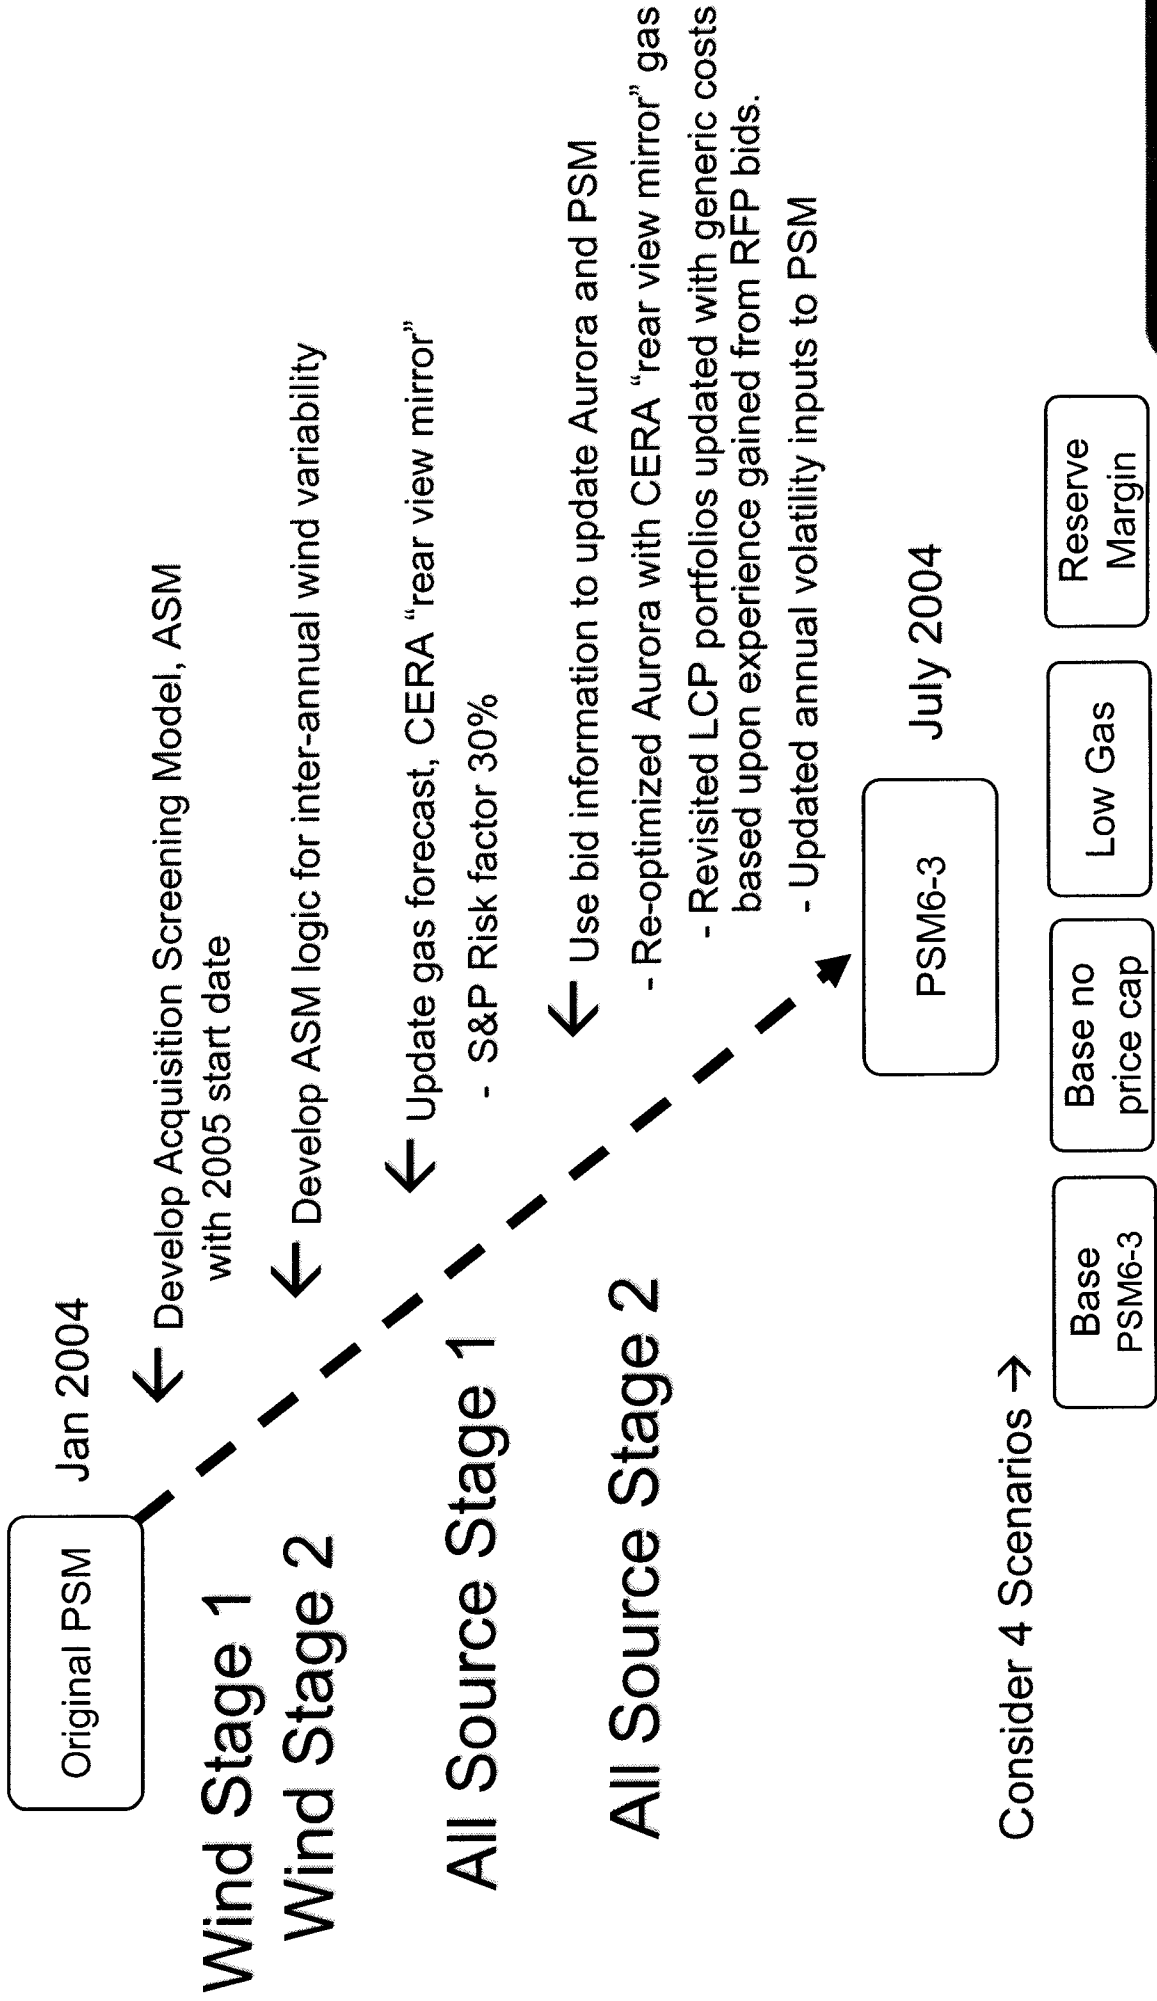 Original PSM
Jan 2004
Wind Stage 1
Wind Stage 2
← Develop Acquisition Screening Model, ASM
with 2005 start date
← Develop ASM logic for inter-annual wind variability
All Source Stage 1
← Update gas forecast, CERA “rear view mirror”
- S&P Risk factor 30%
All Source Stage 2
← Use bid information to update Aurora and PSM
- Re-optimized Aurora with CERA “rear view mirror” gas
- Revisited LCP portfolios updated with generic costs
based upon experience gained from RFP bids.
- Updated annual volatility inputs to PSM
PSM6-3
July 2004
Consider 4 Scenarios →
Base
PSM6-3
Base no
price cap
Low Gas
Reserve
Margin